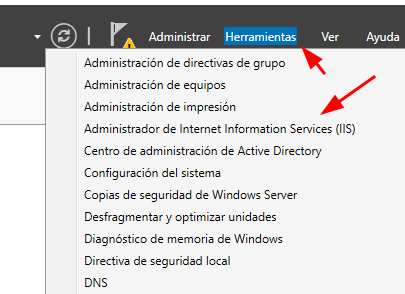 Administrar Herramientas Ver Ayuda
Administración de directivas de grupo
Administración de equipos
Administración de impresión
Administrador de Internet Information Services (IIS)
Centro de administración de Active Directory
Configuración del sistema
Copias de seguridad de Windows Server
Desfragmentar y optimizar unidades
Diagnóstico de memoria de Windows
Directiva de seguridad local
DNS